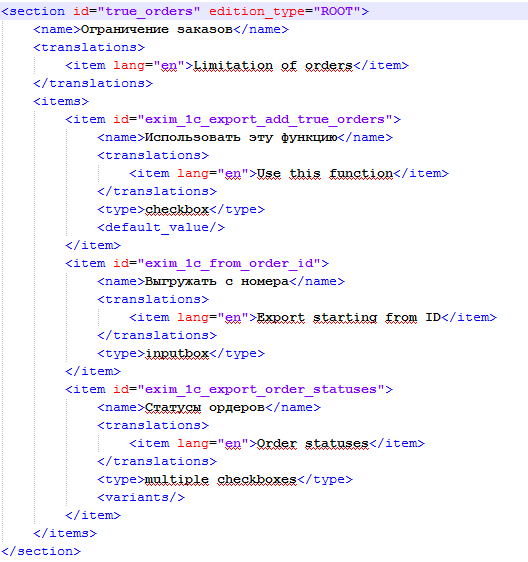 <section id="true_orders" edition_type="ROOT">
<name>Ограничение заказов</name>
<translations>
<item lang="en">Limitation of orders</item>
</translations>
<items>
<item id="exim_1c_export_add_true_orders">
<name>Использовать эту функцию</name>
<translations>
<item lang="en">Use this function</item>
</translations>
<type>checkbox</type>
<default_value/>
</item>
<item id="exim_1c_from_order_id">
<name>Выгружать с номера</name>
<translations>
<item lang="en">Export starting from ID</item>
</translations>
<type>inputbox</type>
</item>
<item id="exim_1c_export_order_statuses">
<name>Статусы ордеров</name>
<translations>
<item lang="en">Order statuses</item>
</translations>
<type>multiple checkboxes</type>
<variants/>
</item>
</items>
</section>